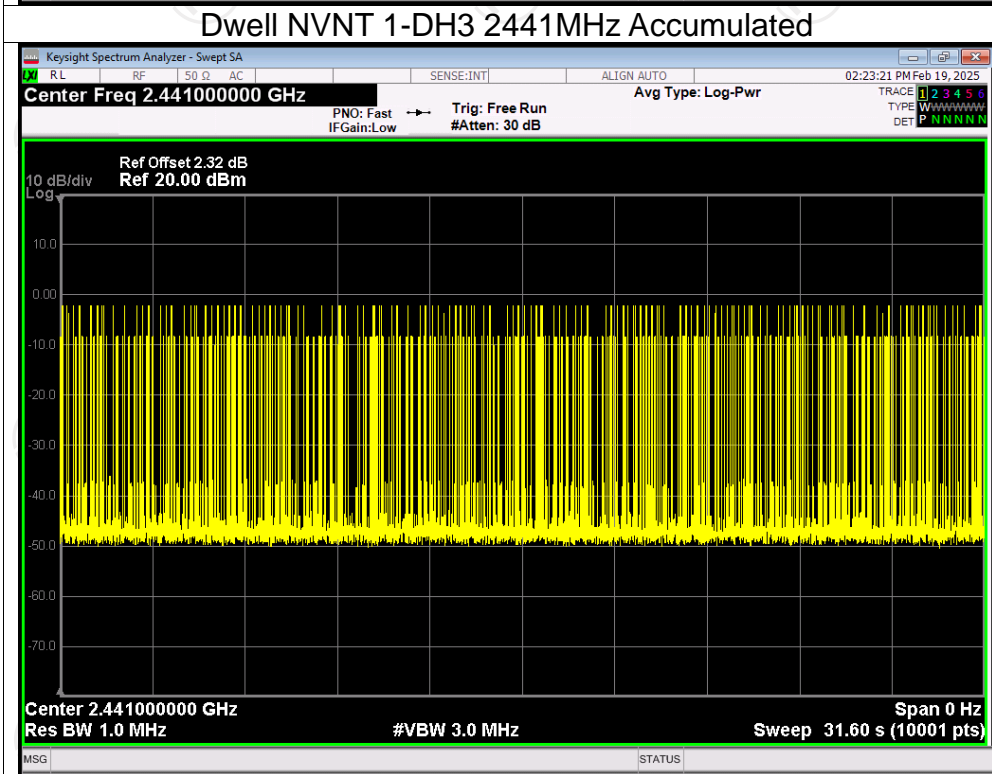 Dwell NVNT 1-DH3 2441MHz Accumulated
Keysight Spectrum Analyzer - Swept SA
LXI RL RF 50 Ω AC SENSE:INT ALIGN AUTO 02:23:21 PM Feb 19, 2025
Center Freq 2.441000000 GHz
PNO: Fast
IFGain:Low
Trig: Free Run
#Atten: 30 dB
Avg Type: Log-Pwr
TRACE 1 2 3 4 5 6
TYPE WWWWWW
DET P N N N N N
Ref Offset 2.32 dB
10 dB/div Ref 20.00 dBm
Log
10.0
0.00
-10.0
-20.0
-30.0
-40.0
-50.0
-60.0
-70.0
Center 2.441000000 GHz Span 0 Hz
Res BW 1.0 MHz #VBW 3.0 MHz Sweep 31.60 s (10001 pts)
MSG STATUS